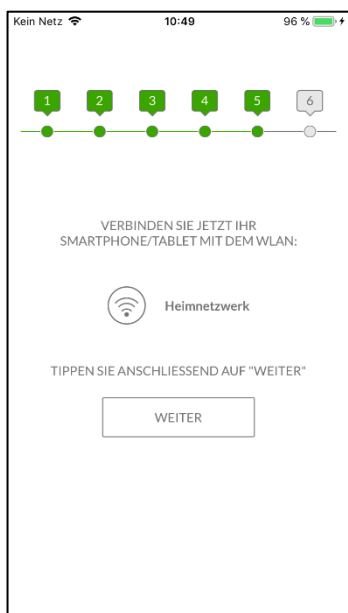 Kein Netz 10:49 96 %
1 2 3 4 5 6
VERBINDEN SIE JETZT IHR
SMARTPHONE/TABLET MIT DEM WLAN:
Heimnetzwerk
TIPPEN SIE ANSCHLIESSEND AUF "WEITER"
WEITER